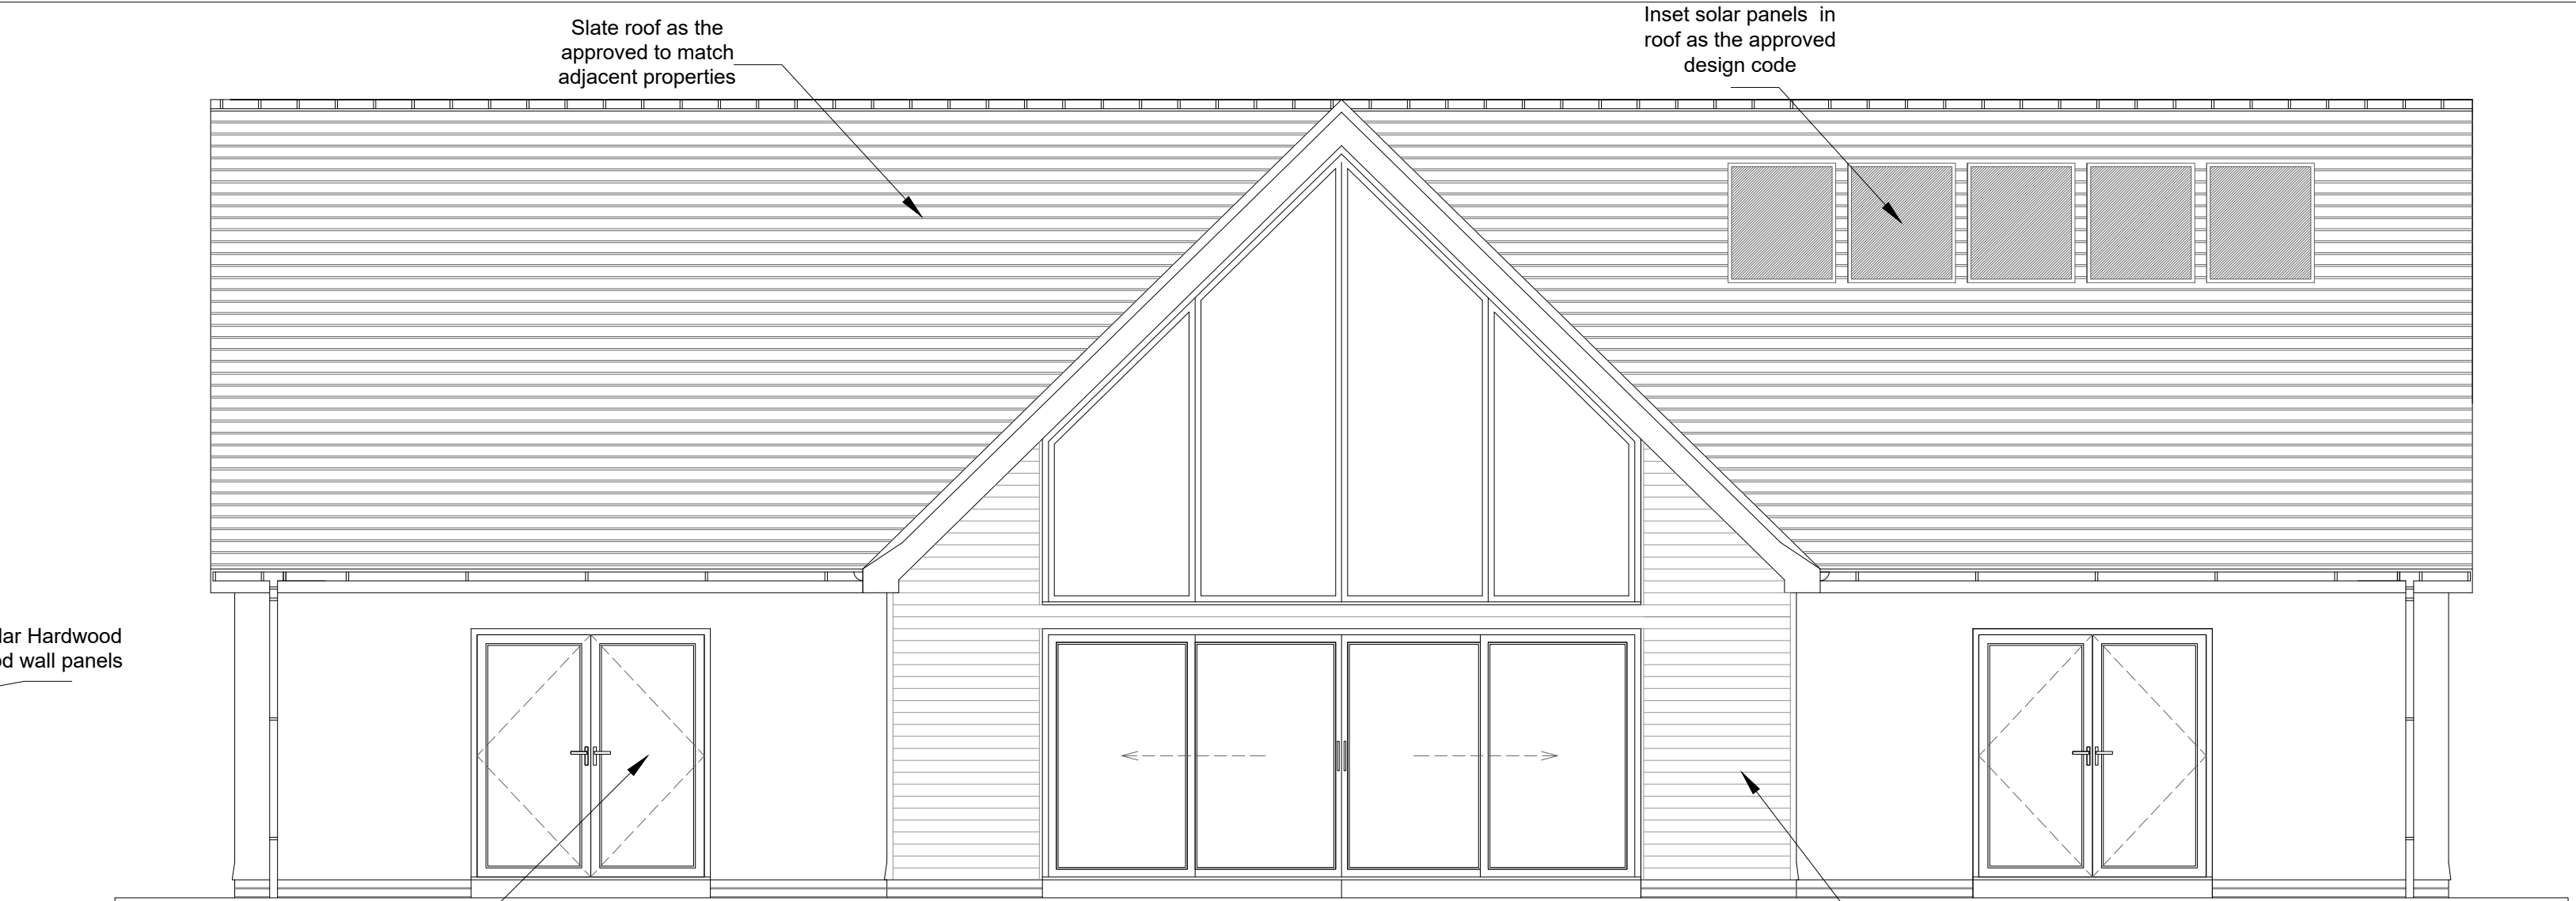 Slate roof as the
approved to match
adjacent properties
Inset solar panels in
roof as the approved
design code
Hardwood
wall panels